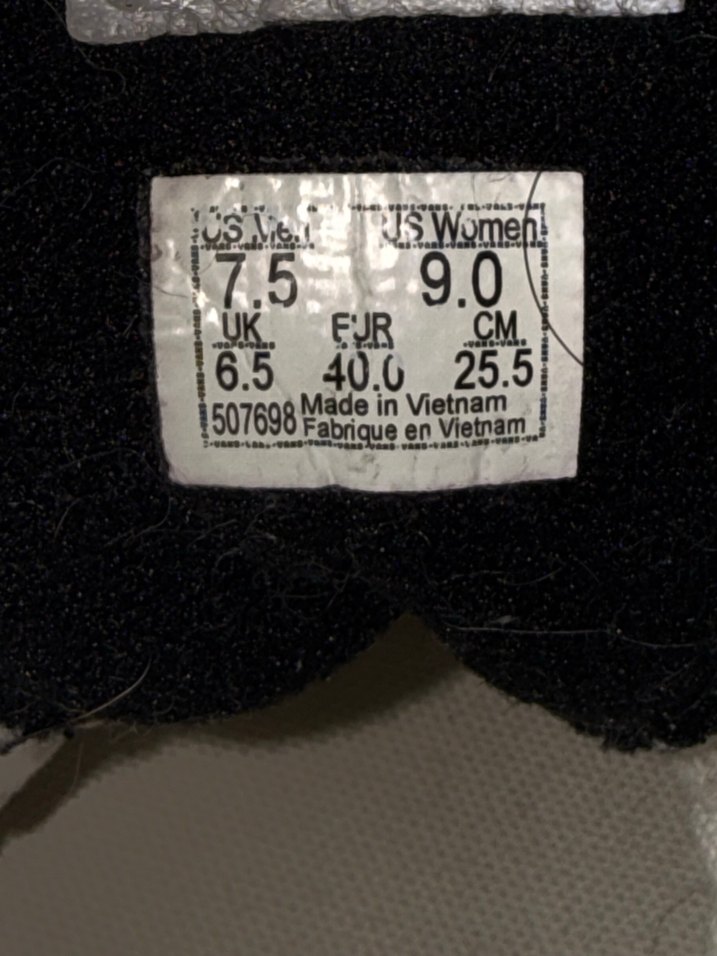 US Men US Women
7.5 9.0
UK EUR CM
6.5 40.0 25.5
507698 Made in Vietnam
Fabrique en Vietnam